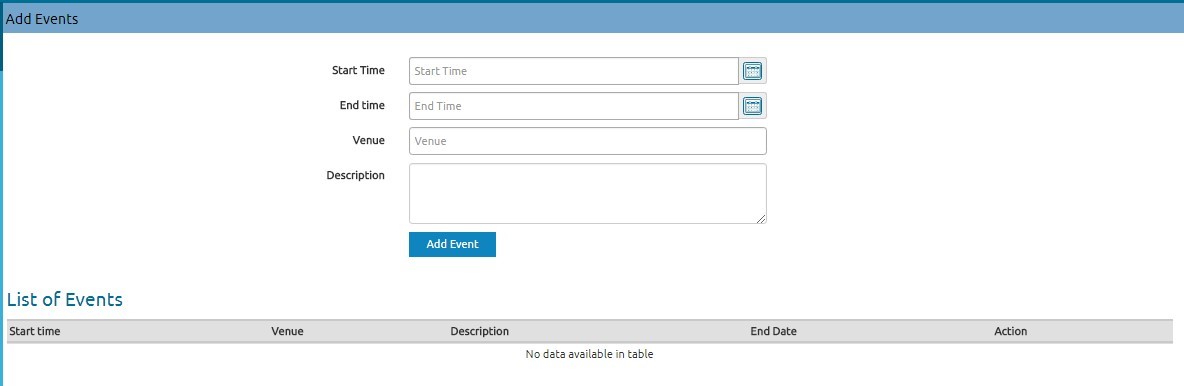 Add Events
Start Time Start Time
End time End Time
Venue Venue
Description
Add Event
List of Events
Start time Venue Description End Date Action
No data available in table